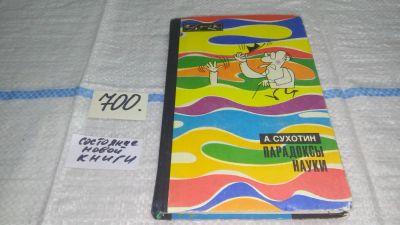 700.
состояние
новой
книги
А СУХОТИН
ПАРАДОКСЫ
НАУКИ